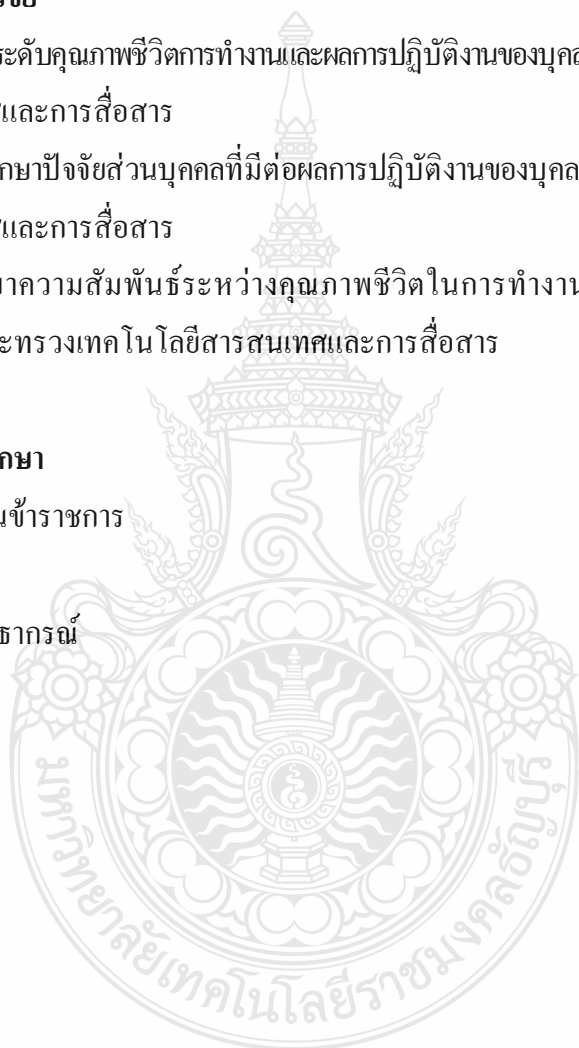 ระดับคุณภาพชีวิตการทำงานและผลการปฏิบัติงานของบุคล
และการสื่อสาร
กษาปัจจัยส่วนบุคคลที่มีต่อผลการปฏิบัติงานของบุคล
และการสื่อสาร
าความสัมพันธ์ระหว่างคุณภาพชีวิตในการทำงาน
ะทรวงเทคโนโลยีสารสนเทศและการสื่อสาร
กษา
นข้าราชการ
ธากรณ์
มหาวิทยาลัยเทคโนโลยีราชมงคลธัญบุรี